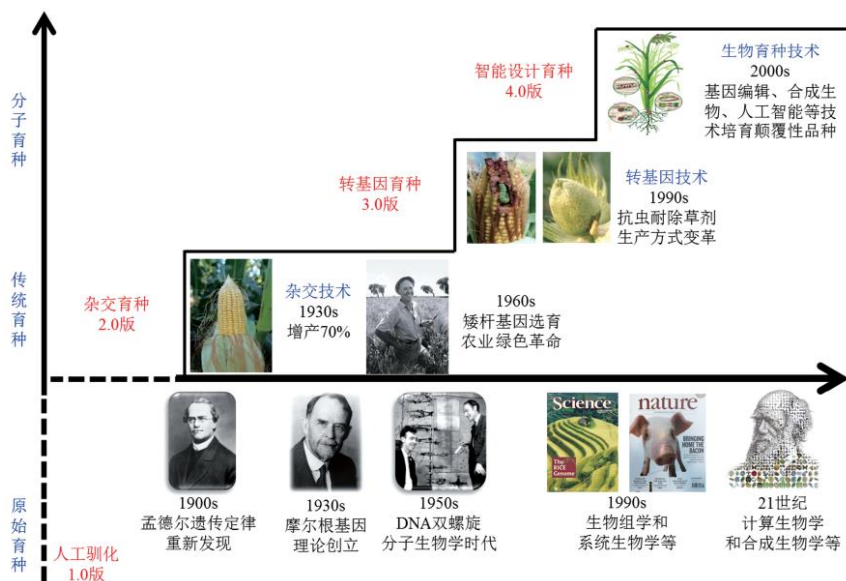 分子育种
传统育种
原始育种
智能设计育种
4.0版
生物育种技术
2000s
基因编辑、合成生
物、人工智能等技
术培育颠覆性品种
转基因育种
3.0版
转基因技术
1990s
抗虫耐除草剂
生产方式变革
杂交育种
2.0版
杂交技术
1930s
增产70%
1960s
矮杆基因选育
农业绿色革命
人工驯化
1.0版
1900s
孟德尔遗传定律
重新发现
1930s
摩尔根基因
理论创立
1950s
DNA双螺旋
分子生物学时代
Science
The
RICE
Genome
nature
BRINGING
HOME THE
BACON
1990s
生物组学和
系统生物学等
21世纪
计算生物学
和合成生物学等